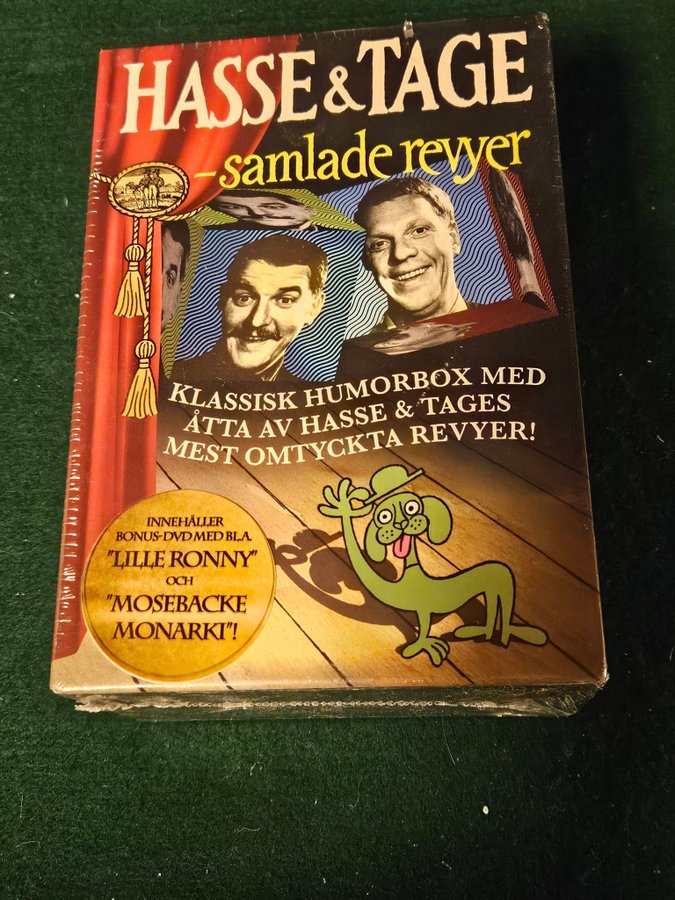 HASSE & TAGE
–samlade revyer
KLASSISK HUMORBOX MED
ÅTTA AV HASSE & TAGES
MEST OMTYCKTA REVYER!
INNEHÅLLER
BONUS-DVD MED BL.A.
"LILLE RONNY"
OCH
"MOSEBACKE
MONARKI"!